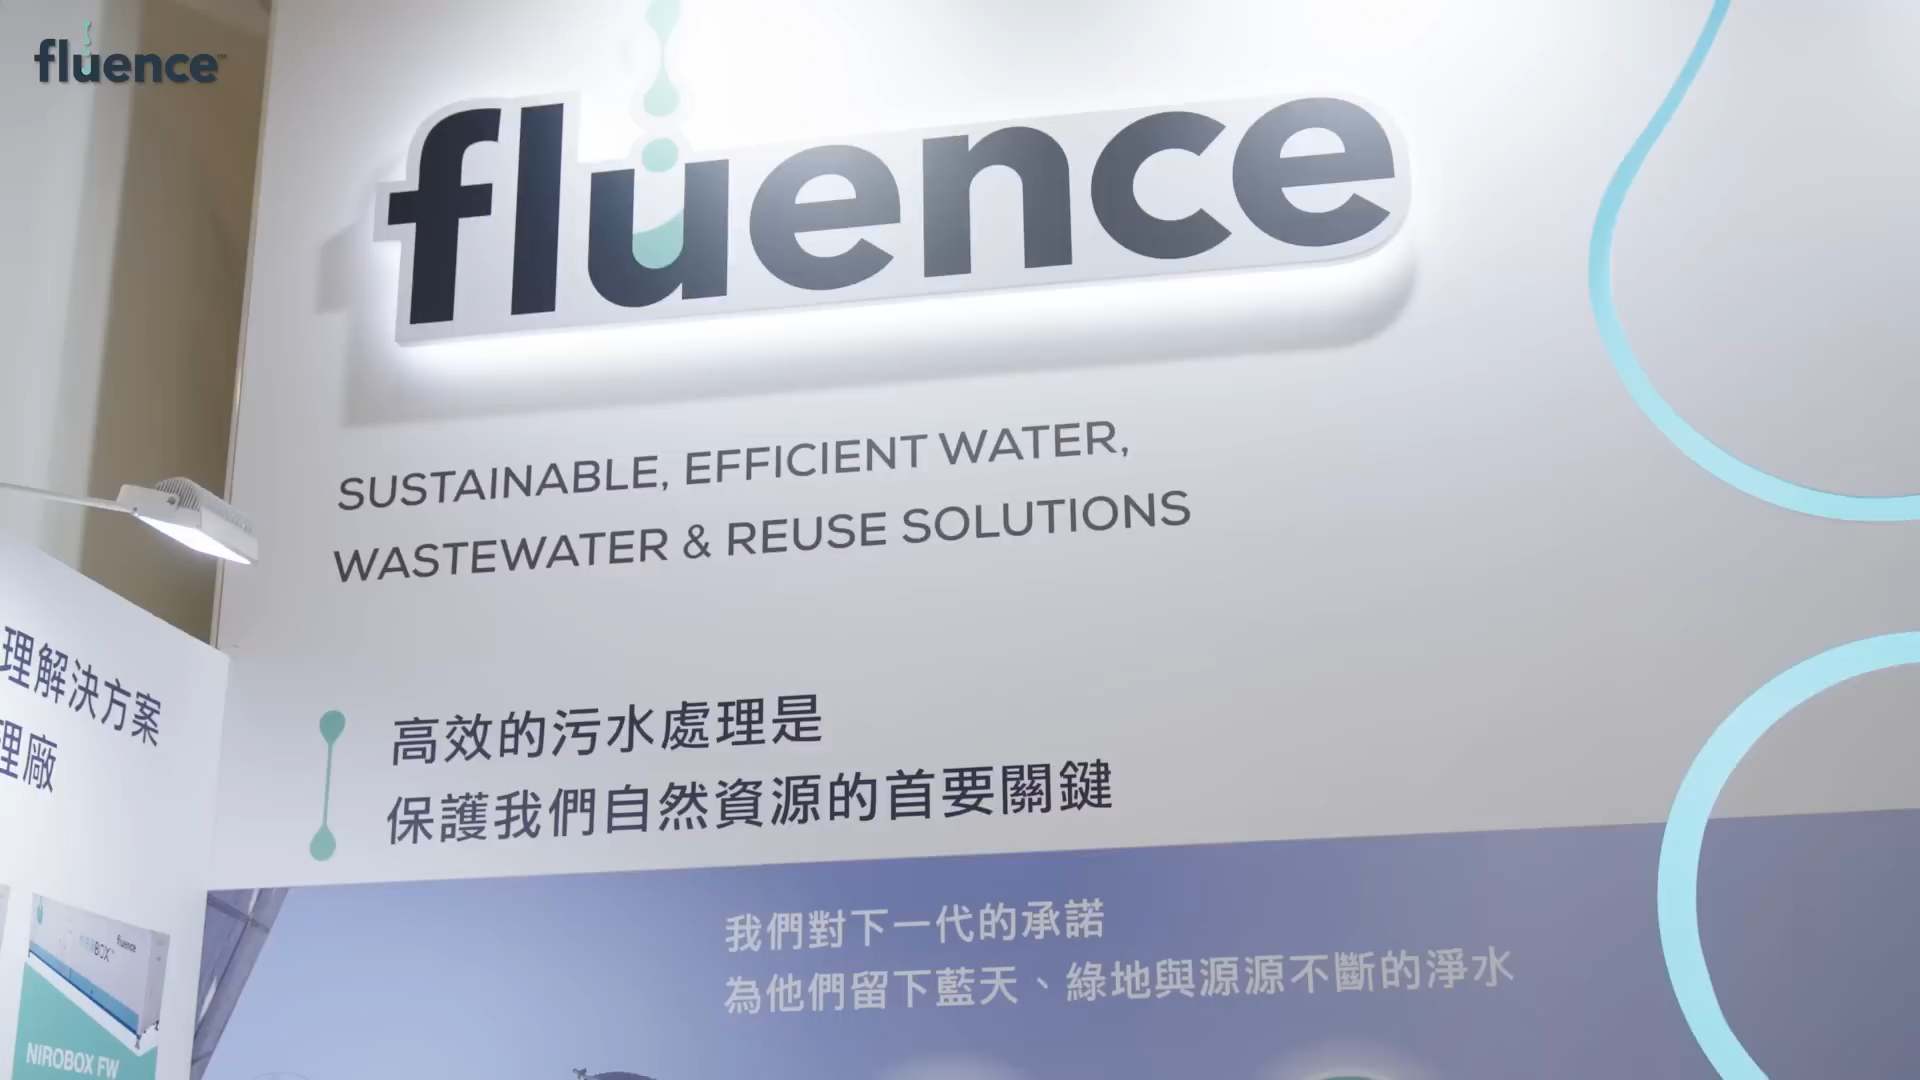 fluence™
fluence
SUSTAINABLE, EFFICIENT WATER,
WASTEWATER & REUSE SOLUTIONS
理解決方案
理廠
高效的污水處理是
保護我們自然資源的首要關鍵
我們對下一代的承諾
為他們留下藍天、綠地與源源不斷的淨水
fluence
BOX
NIROBOX FW